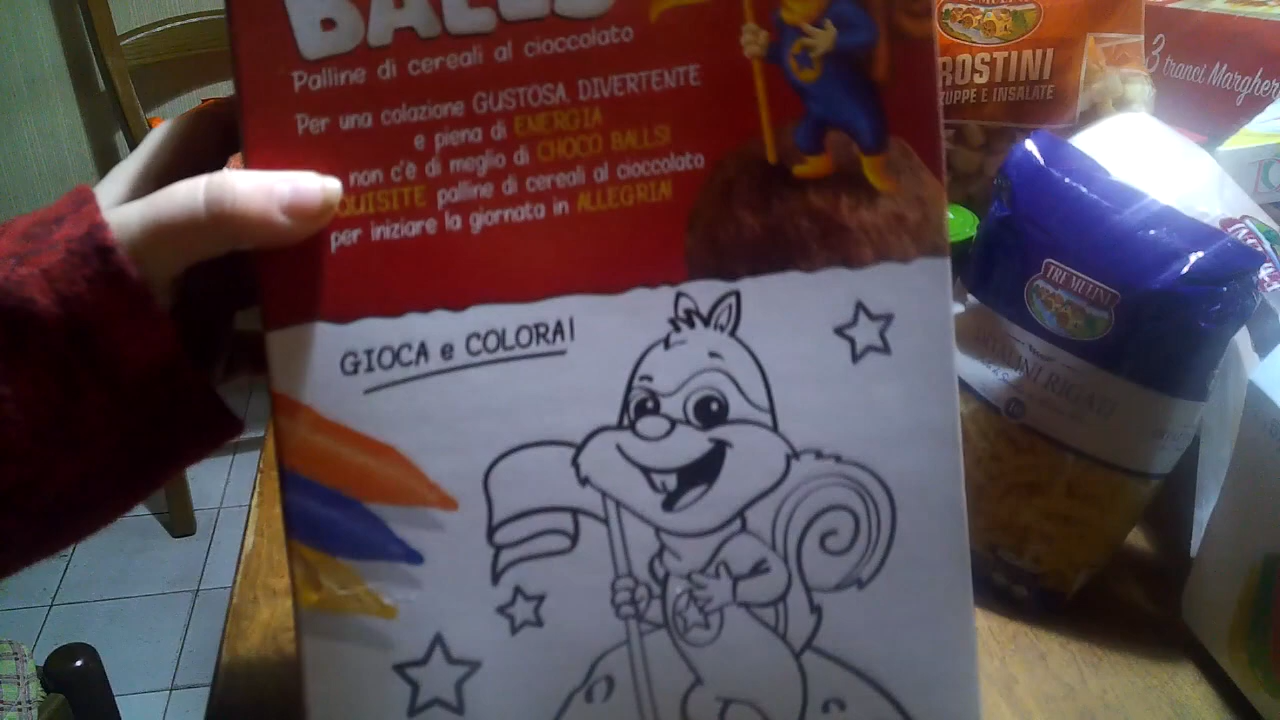 BALLS
Palline di cereali al cioccolato
Per una colazione GUSTOSA, DIVERTENTE
e piena di ENERGIA
non c'è di meglio di CHOCO BALLS!
QUISITE palline di cereali al cioccolato
per iniziare la giornata in ALLEGRIA!
GIOCA e COLORA!
ROSTINI
ZUPPE E INSALATE
3 tranci Margher
TRE MULINI
RIGATI